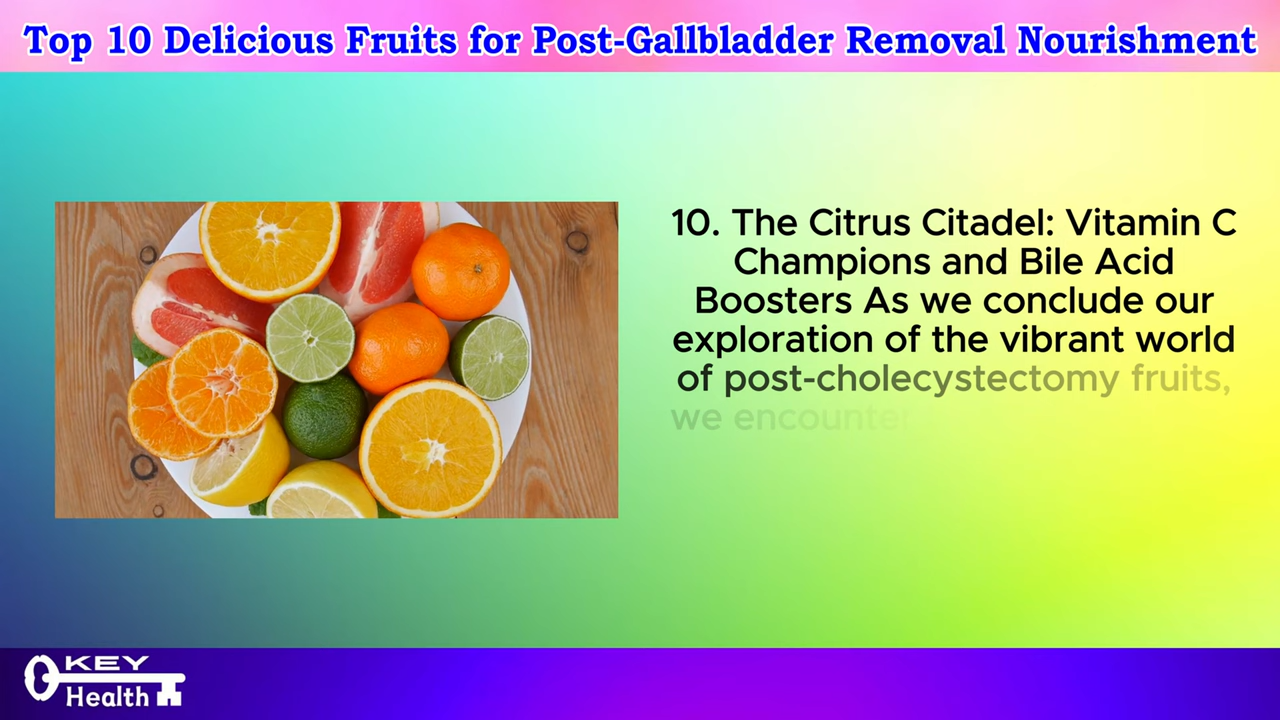 Top 10 Delicious Fruits for Post-Gallbladder Removal Nourishment
10. The Citrus Citadel: Vitamin C
Champions and Bile Acid
Boosters As we conclude our
exploration of the vibrant world
of post-cholecystectomy fruits,
we encounter
KEY
Health